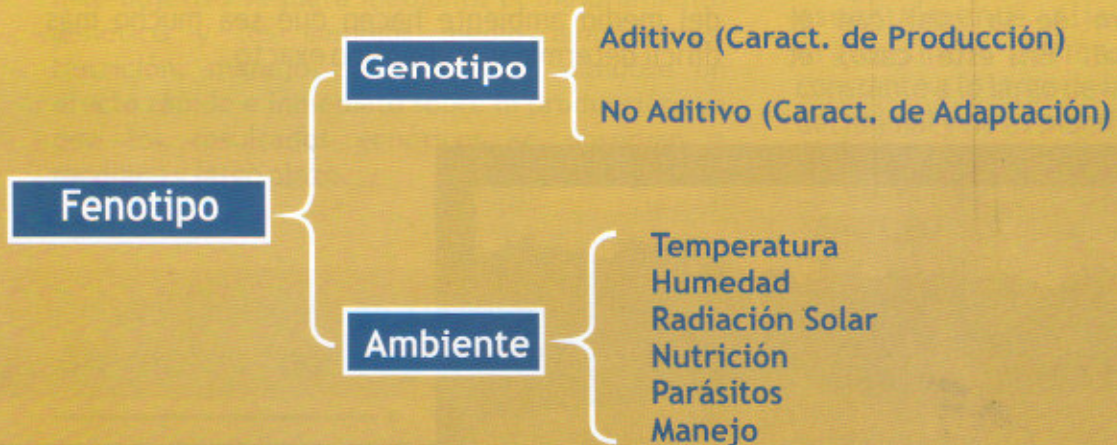 Genotipo
Aditivo (Caract. de Producción)
No Aditivo (Caract. de Adaptación)
Fenotipo
Ambiente
Temperatura
Humedad
Radiación Solar
Nutrición
Parásitos
Manejo